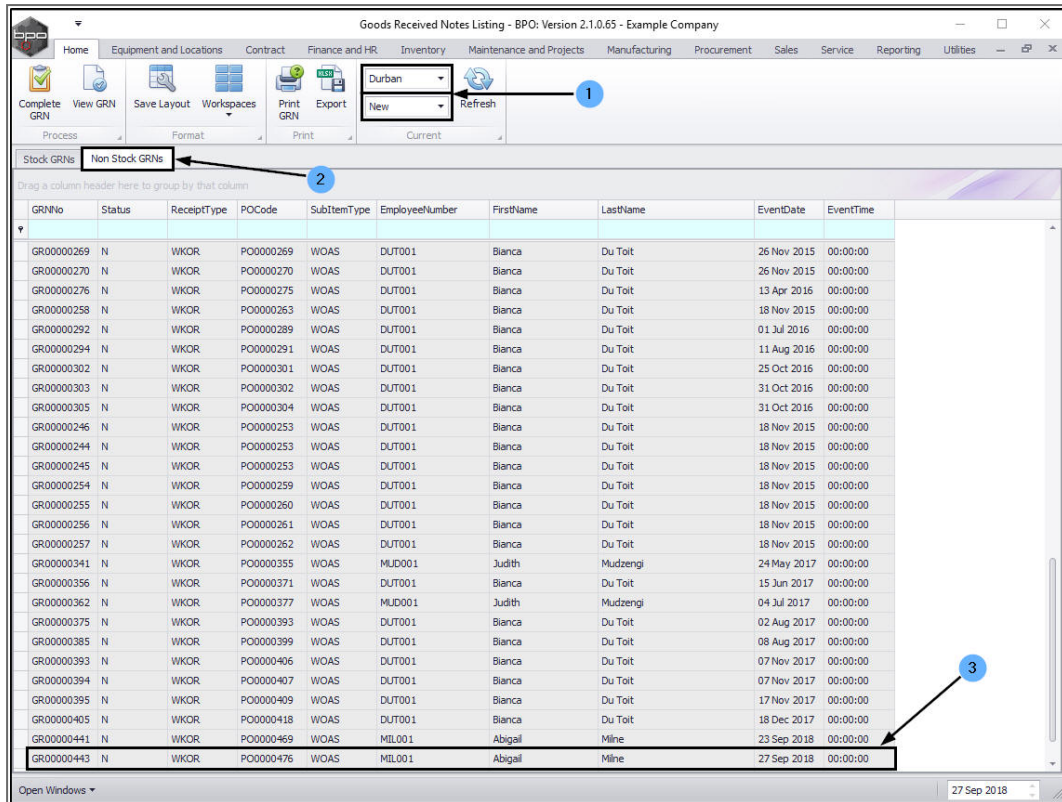 Goods Received Notes Listing - BPO: Version 2.1.0.65 - Example Company
bpo
Home Equipment and Locations Contract Finance and HR Inventory Maintenance and Projects Manufacturing Procurement Sales Service Reporting Utilities
Complete GRN View GRN Save Layout Workspaces Print GRN XLSX Export Durban New Refresh 1
Process Format Print Current
Stock GRNs Non Stock GRNs 2
Drag a column header here to group by that column
GRNNo Status ReceiptType POCode SubItemType EmployeeNumber FirstName LastName EventDate EventTime
GR00000269 N WKOR PO0000269 WOAS DUT001 Bianca Du Toit 26 Nov 2015 00:00:00
GR00000270 N WKOR PO0000270 WOAS DUT001 Bianca Du Toit 26 Nov 2015 00:00:00
GR00000276 N WKOR PO0000275 WOAS DUT001 Bianca Du Toit 13 Apr 2016 00:00:00
GR00000258 N WKOR PO0000263 WOAS DUT001 Bianca Du Toit 18 Nov 2015 00:00:00
GR00000292 N WKOR PO0000289 WOAS DUT001 Bianca Du Toit 01 Jul 2016 00:00:00
GR00000294 N WKOR PO0000291 WOAS DUT001 Bianca Du Toit 11 Aug 2016 00:00:00
GR00000302 N WKOR PO0000301 WOAS DUT001 Bianca Du Toit 25 Oct 2016 00:00:00
GR00000303 N WKOR PO0000302 WOAS DUT001 Bianca Du Toit 31 Oct 2016 00:00:00
GR00000305 N WKOR PO0000304 WOAS DUT001 Bianca Du Toit 31 Oct 2016 00:00:00
GR00000246 N WKOR PO0000253 WOAS DUT001 Bianca Du Toit 18 Nov 2015 00:00:00
GR00000244 N WKOR PO0000253 WOAS DUT001 Bianca Du Toit 18 Nov 2015 00:00:00
GR00000245 N WKOR PO0000253 WOAS DUT001 Bianca Du Toit 18 Nov 2015 00:00:00
GR00000254 N WKOR PO0000259 WOAS DUT001 Bianca Du Toit 18 Nov 2015 00:00:00
GR00000255 N WKOR PO0000260 WOAS DUT001 Bianca Du Toit 18 Nov 2015 00:00:00
GR00000256 N WKOR PO0000261 WOAS DUT001 Bianca Du Toit 18 Nov 2015 00:00:00
GR00000257 N WKOR PO0000262 WOAS DUT001 Bianca Du Toit 18 Nov 2015 00:00:00
GR00000341 N WKOR PO0000355 WOAS MUD001 Judith Mudzengi 24 May 2017 00:00:00
GR00000356 N WKOR PO0000371 WOAS DUT001 Bianca Du Toit 15 Jun 2017 00:00:00
GR00000362 N WKOR PO0000377 WOAS MUD001 Judith Mudzengi 04 Jul 2017 00:00:00
GR00000375 N WKOR PO0000393 WOAS DUT001 Bianca Du Toit 02 Aug 2017 00:00:00
GR00000385 N WKOR PO0000399 WOAS DUT001 Bianca Du Toit 08 Aug 2017 00:00:00
GR00000393 N WKOR PO0000406 WOAS DUT001 Bianca Du Toit 07 Nov 2017 00:00:00
GR00000394 N WKOR PO0000407 WOAS DUT001 Bianca Du Toit 07 Nov 2017 00:00:00 3
GR00000395 N WKOR PO0000409 WOAS DUT001 Bianca Du Toit 17 Nov 2017 00:00:00
GR00000405 N WKOR PO0000418 WOAS DUT001 Bianca Du Toit 18 Dec 2017 00:00:00
GR00000441 N WKOR PO0000469 WOAS MIL001 Abigail Milne 23 Sep 2018 00:00:00
GR00000443 N WKOR PO0000476 WOAS MIL001 Abigail Milne 27 Sep 2018 00:00:00
Open Windows 27 Sep 2018